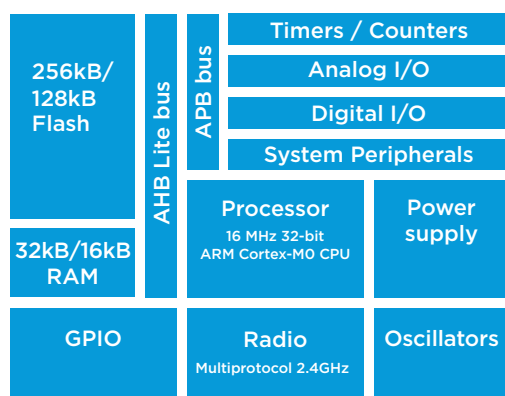 256kB/
128kB
Flash
32kB/16kB
RAM
AHB Lite bus
APB bus
Timers / Counters
Analog I/O
Digital I/O
System Peripherals
Processor
16 MHz 32-bit
ARM Cortex-M0 CPU
Power
supply
GPIO
Radio
Multiprotocol 2.4GHz
Oscillators